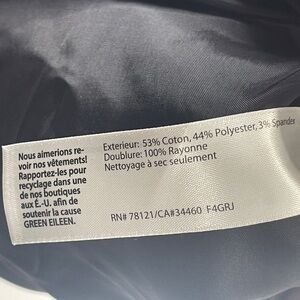 Nous aimerions re-
voir nos vêtements!
Rapportez-les pour
recyclage dans une
de nos boutiques
aux É.-U. afin de
soutenir la cause
GREEN EILEEN.
Exterieur: 53% Coton, 44% Polyester, 3% Spandex
Doublure: 100% Rayonne
Nettoyage à sec seulement
RN# 78121/CA#34460 F4GRJ